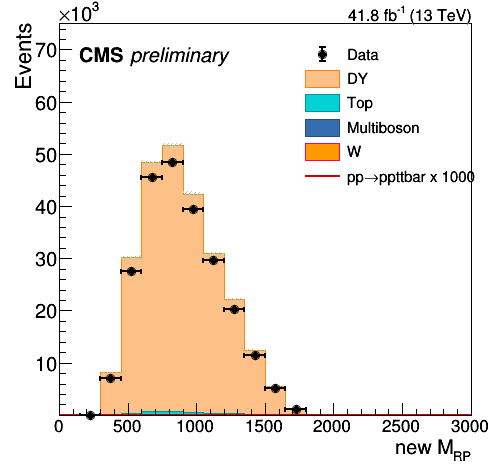 ×10³
41.8 fb⁻¹ (13 TeV)
Events
CMS preliminary
Data
DY
Top
Multiboson
W
pp→ppttbar x 1000
70
60
50
40
30
20
10
0 500 1000 1500 2000 2500 3000
new M_RP